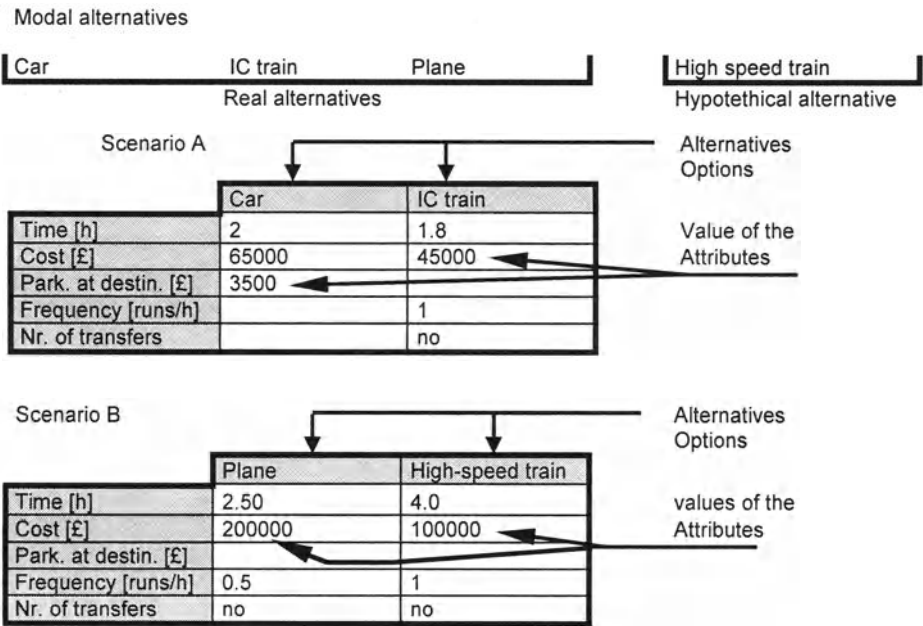 Modal alternatives
Car IC train Plane High speed train
Real alternatives Hypotethical alternative
Scenario A Alternatives
Options
Car IC train
Time [h] 2 1.8 Value of the
Cost [£] 65000 45000 Attributes
Park. at destin. [£] 3500
Frequency [runs/h] 1
Nr. of transfers no
Scenario B Alternatives
Options
Plane High-speed train
Time [h] 2.50 4.0 values of the
Cost [£] 200000 100000 Attributes
Park. at destin. [£]
Frequency [runs/h] 0.5 1
Nr. of transfers no no